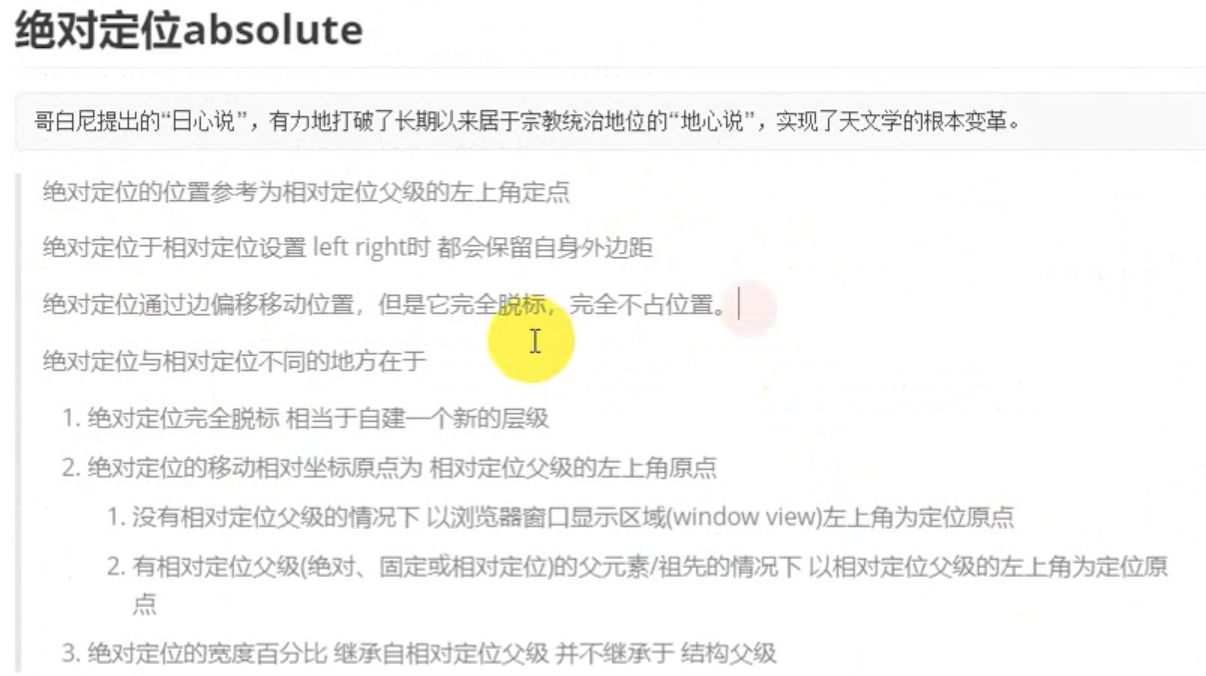 绝对定位absolute
哥白尼提出的“日心说”，有力地打破了长期以来居于宗教统治地位的“地心说”，实现了天文学的根本变革。
绝对定位的位置参考为相对定位父级的左上角定点
绝对定位于相对定位设置 left right时 都会保留自身外边距
绝对定位通过边偏移移动位置，但是它完全脱标，完全不占位置。
绝对定位与相对定位不同的地方在于
1. 绝对定位完全脱标 相当于自建一个新的层级
2. 绝对定位的移动相对坐标原点为 相对定位父级的左上角原点
1. 没有相对定位父级的情况下 以浏览器窗口显示区域(window view)左上角为定位原点
2. 有相对定位父级(绝对、固定或相对定位)的父元素/祖先的情况下 以相对定位父级的左上角为定位原
点
3. 绝对定位的宽度百分比 继承自相对定位父级 并不继承于 结构父级